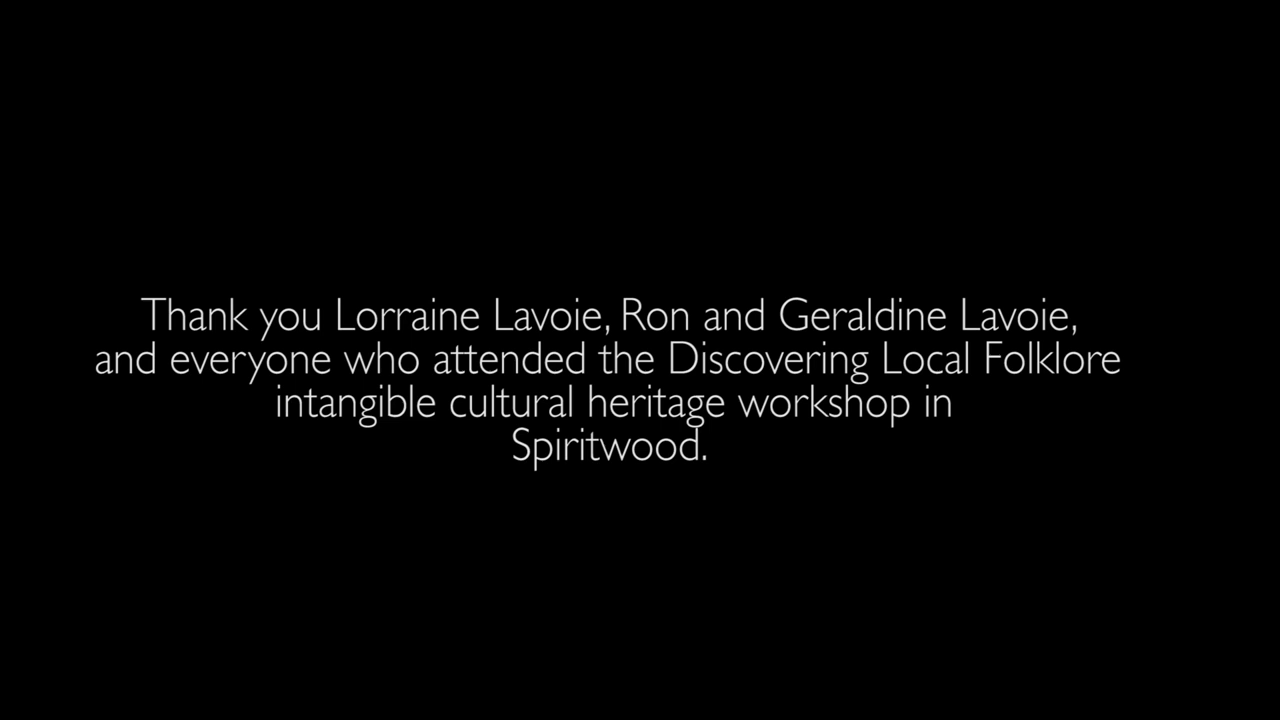 Thank you Lorraine Lavoie, Ron and Geraldine Lavoie,
and everyone who attended the Discovering Local Folklore
intangible cultural heritage workshop in
Spiritwood.